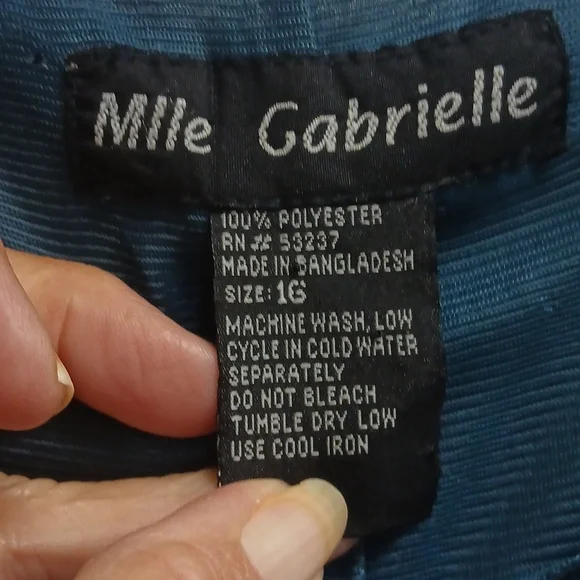 Mlle Gabrielle
100% POLYESTER
RN# 53237
MADE IN BANGLADESH
SIZE: 16
MACHINE WASH, LOW
CYCLE IN COLD WATER
SEPARATELY
DO NOT BLEACH
TUMBLE DRY LOW
USE COOL IRON